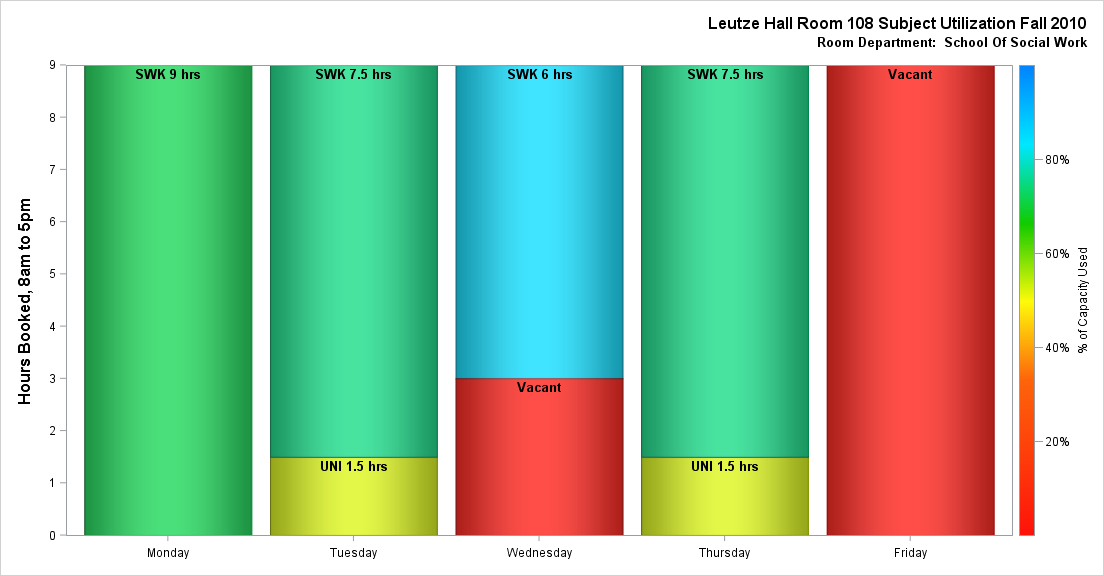 Leutze Hall Room 108 Subject Utilization Fall 2010
Room Department:  School Of Social Work
Hours Booked, 8am to 5pm
9
8
7
6
5
4
3
2
1
0
SWK 9 hrs
SWK 7.5 hrs
SWK 6 hrs
SWK 7.5 hrs
Vacant
Vacant
UNI 1.5 hrs
UNI 1.5 hrs
Monday
Tuesday
Wednesday
Thursday
Friday
80%
60%
40%
20%
% of Capacity Used